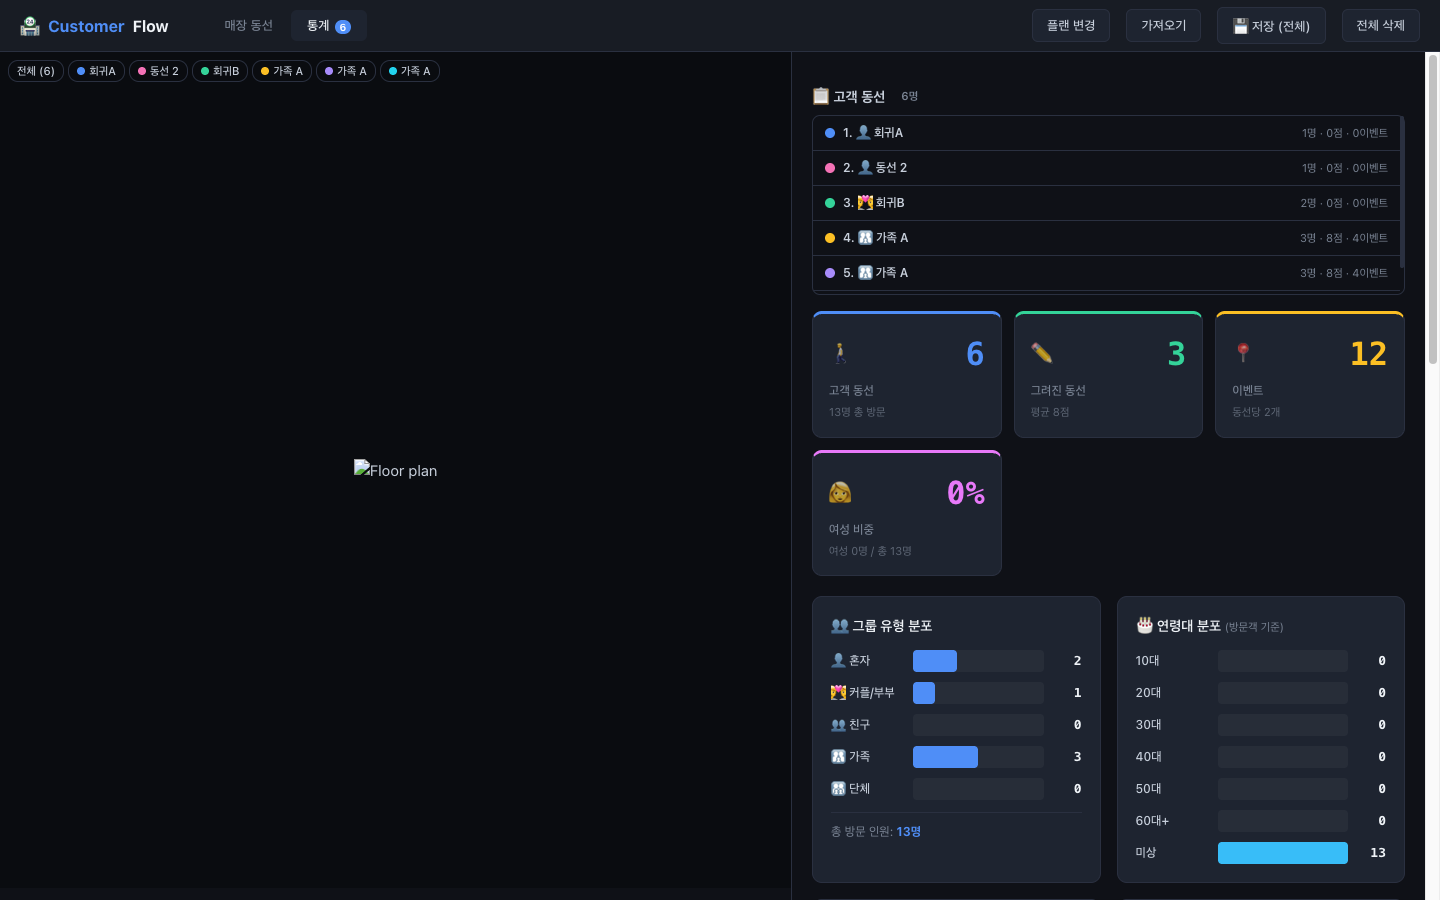 Customer Flow
매장 동선
통계 6
플랜 변경
가져오기
저장 (전체)
전체 삭제
전체 (6)
회귀A
동선 2
회귀B
가족 A
가족 A
가족 A
Floor plan
고객 동선 6명
1. 회귀A 1명 · 0점 · 0이벤트
2. 동선 2 1명 · 0점 · 0이벤트
3. 회귀B 2명 · 0점 · 0이벤트
4. 가족 A 3명 · 8점 · 4이벤트
5. 가족 A 3명 · 8점 · 4이벤트
6
고객 동선
13명 총 방문
3
그려진 동선
평균 8점
12
이벤트
동선당 2개
0%
여성 비중
여성 0명 / 총 13명
그룹 유형 분포
혼자 2
커플/부부 1
친구 0
가족 3
단체 0
총 방문 인원: 13명
연령대 분포 (방문객 기준)
10대 0
20대 0
30대 0
40대 0
50대 0
60대+ 0
미상 13